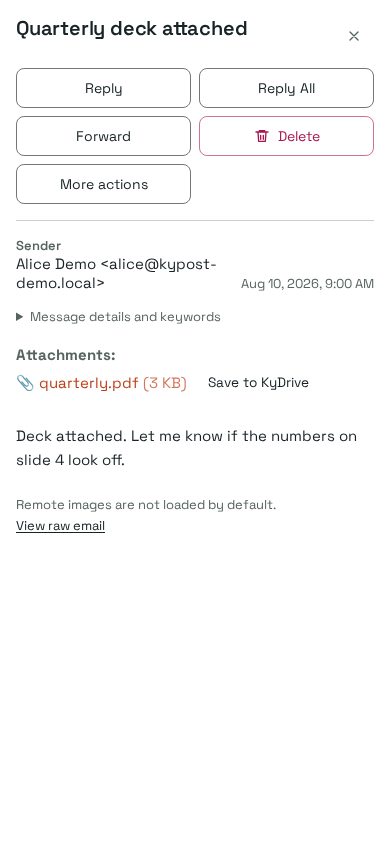 Quarterly deck attached
Reply
Reply All
Forward
Delete
More actions
Sender
Alice Demo <alice@kypost-
demo.local>
Aug 10, 2026, 9:00 AM
Message details and keywords
Attachments:
📎 quarterly.pdf (3 KB)
Save to KyDrive
Deck attached. Let me know if the numbers on
slide 4 look off.
Remote images are not loaded by default.
View raw email